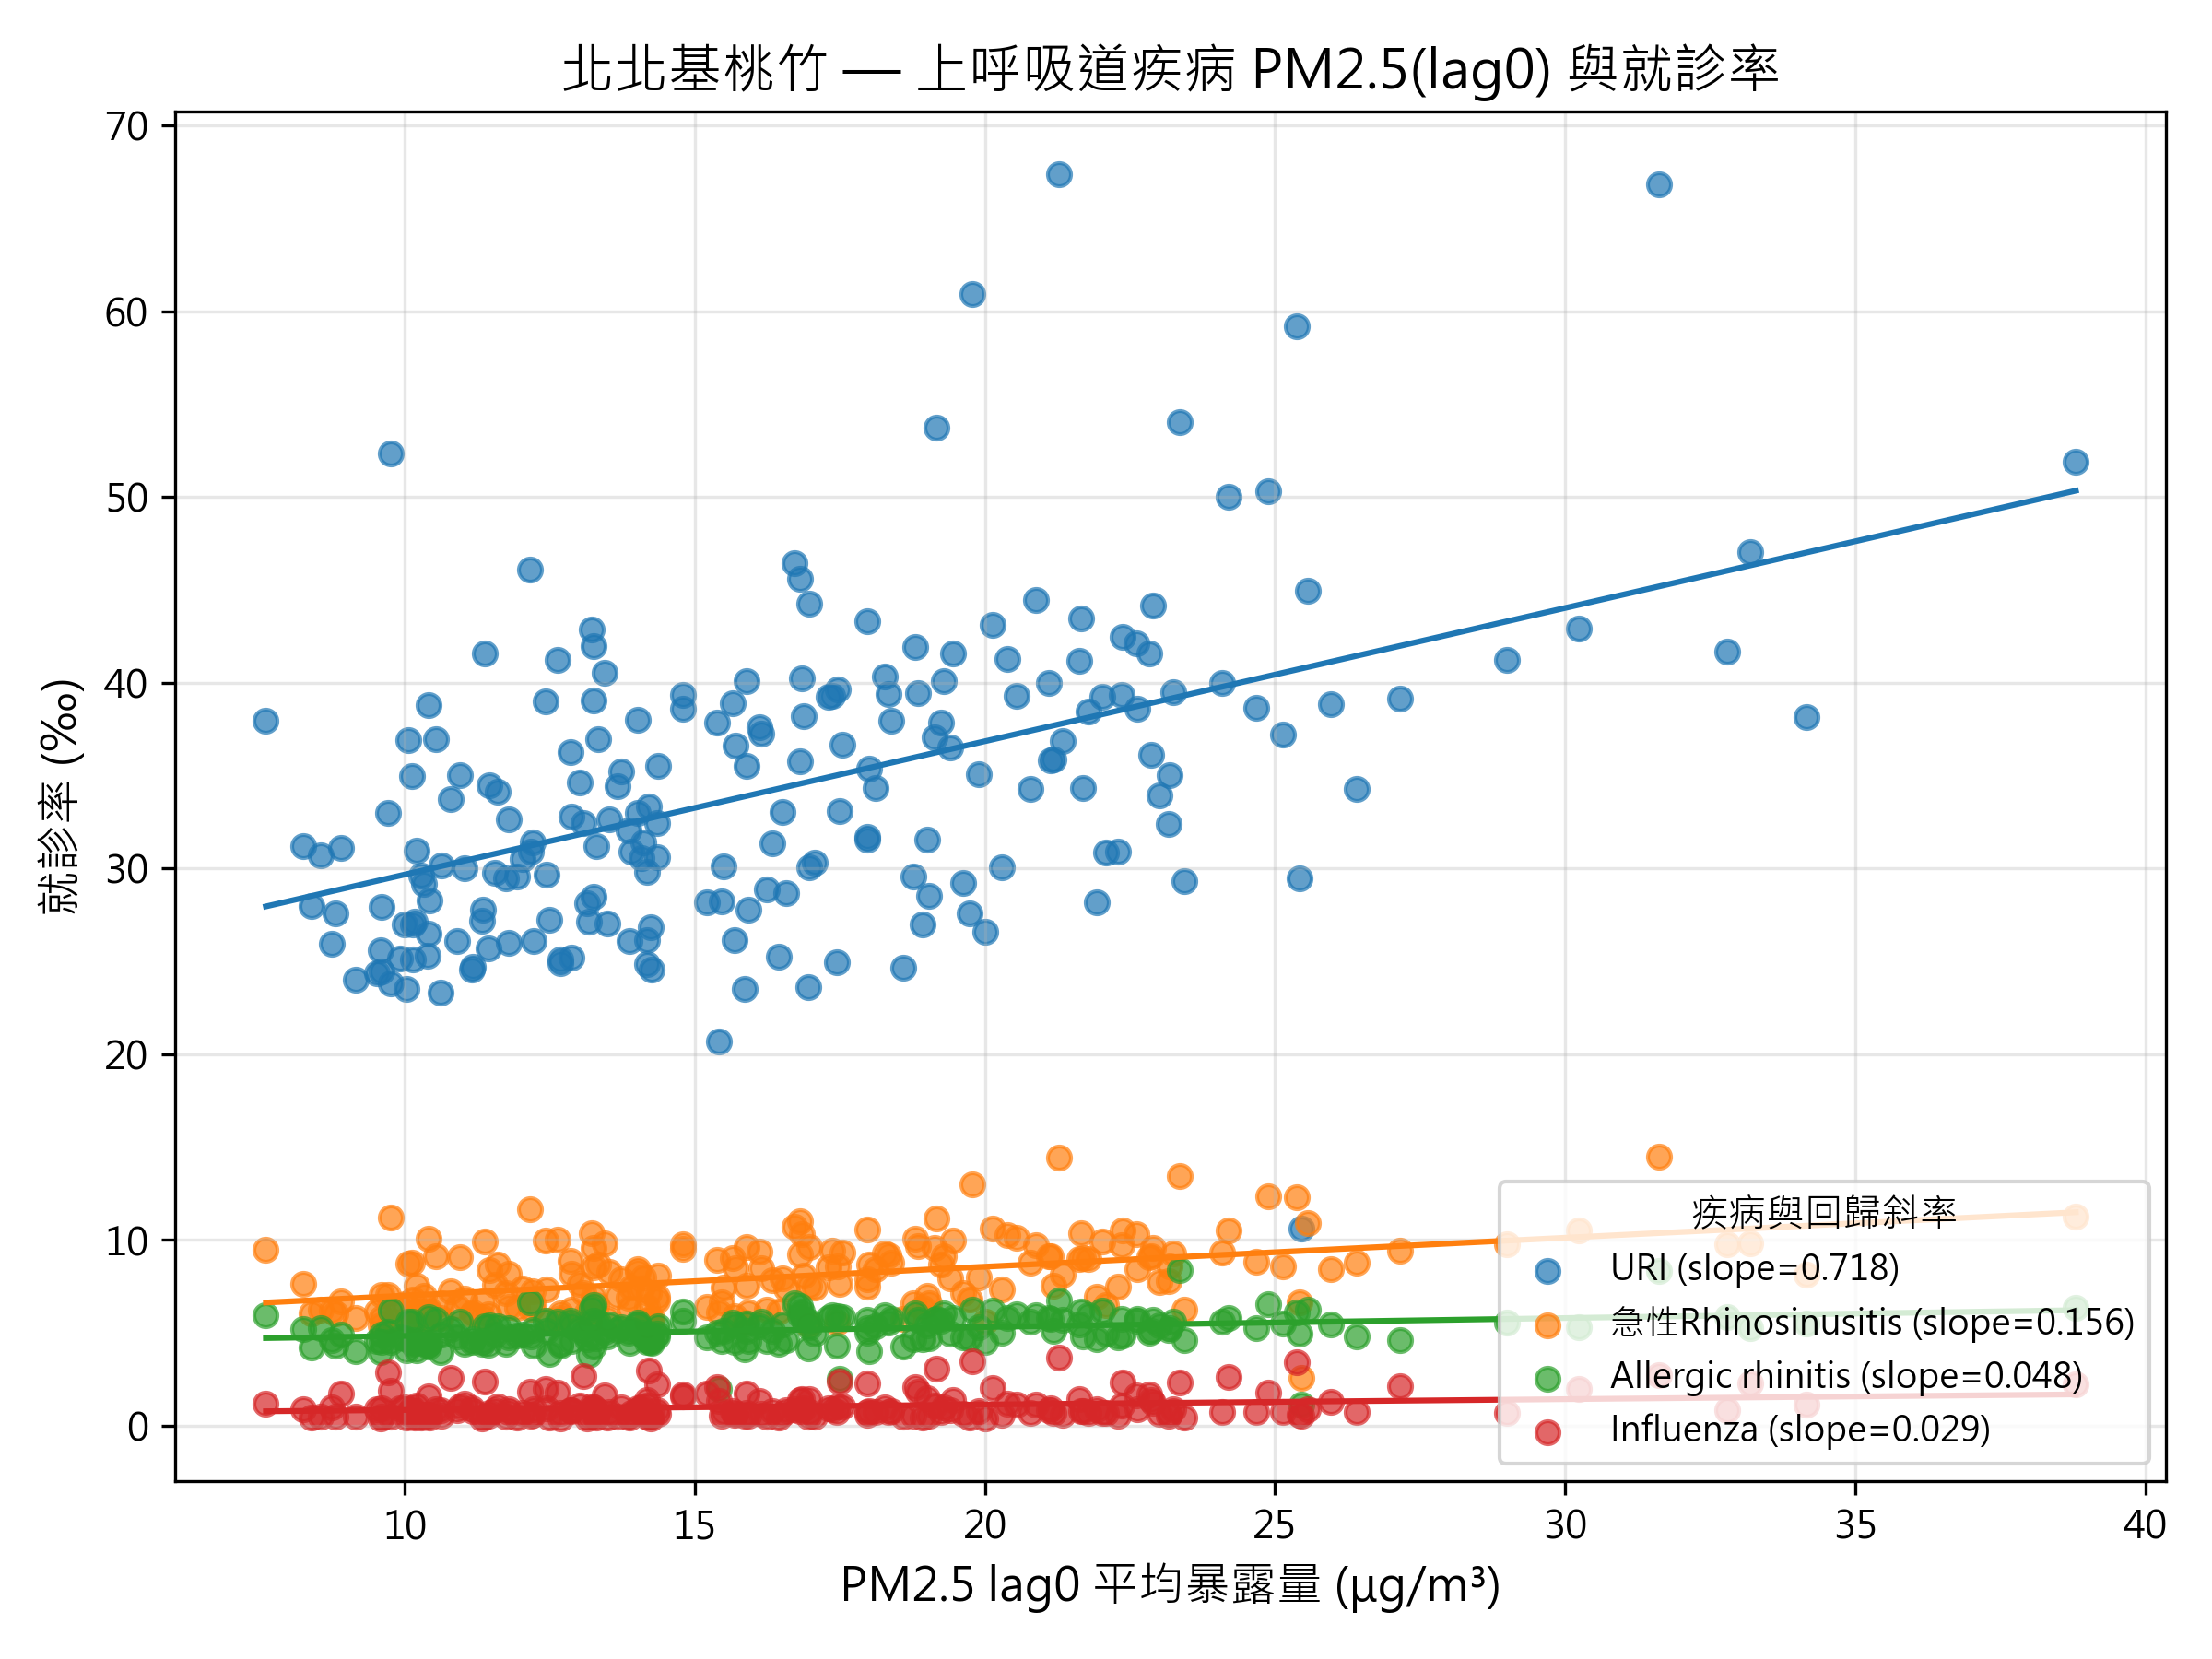 北北基桃竹 — 上呼吸道疾病 PM2.5(lag0) 與就診率
就診率 (‰)
70
60
50
40
30
20
10
0
疾病與回歸斜率
URI (slope=0.718)
急性Rhinosinusitis (slope=0.156)
Allergic rhinitis (slope=0.048)
Influenza (slope=0.029)
10 15 20 25 30 35 40
PM2.5 lag0 平均暴露量 (μg/m³)